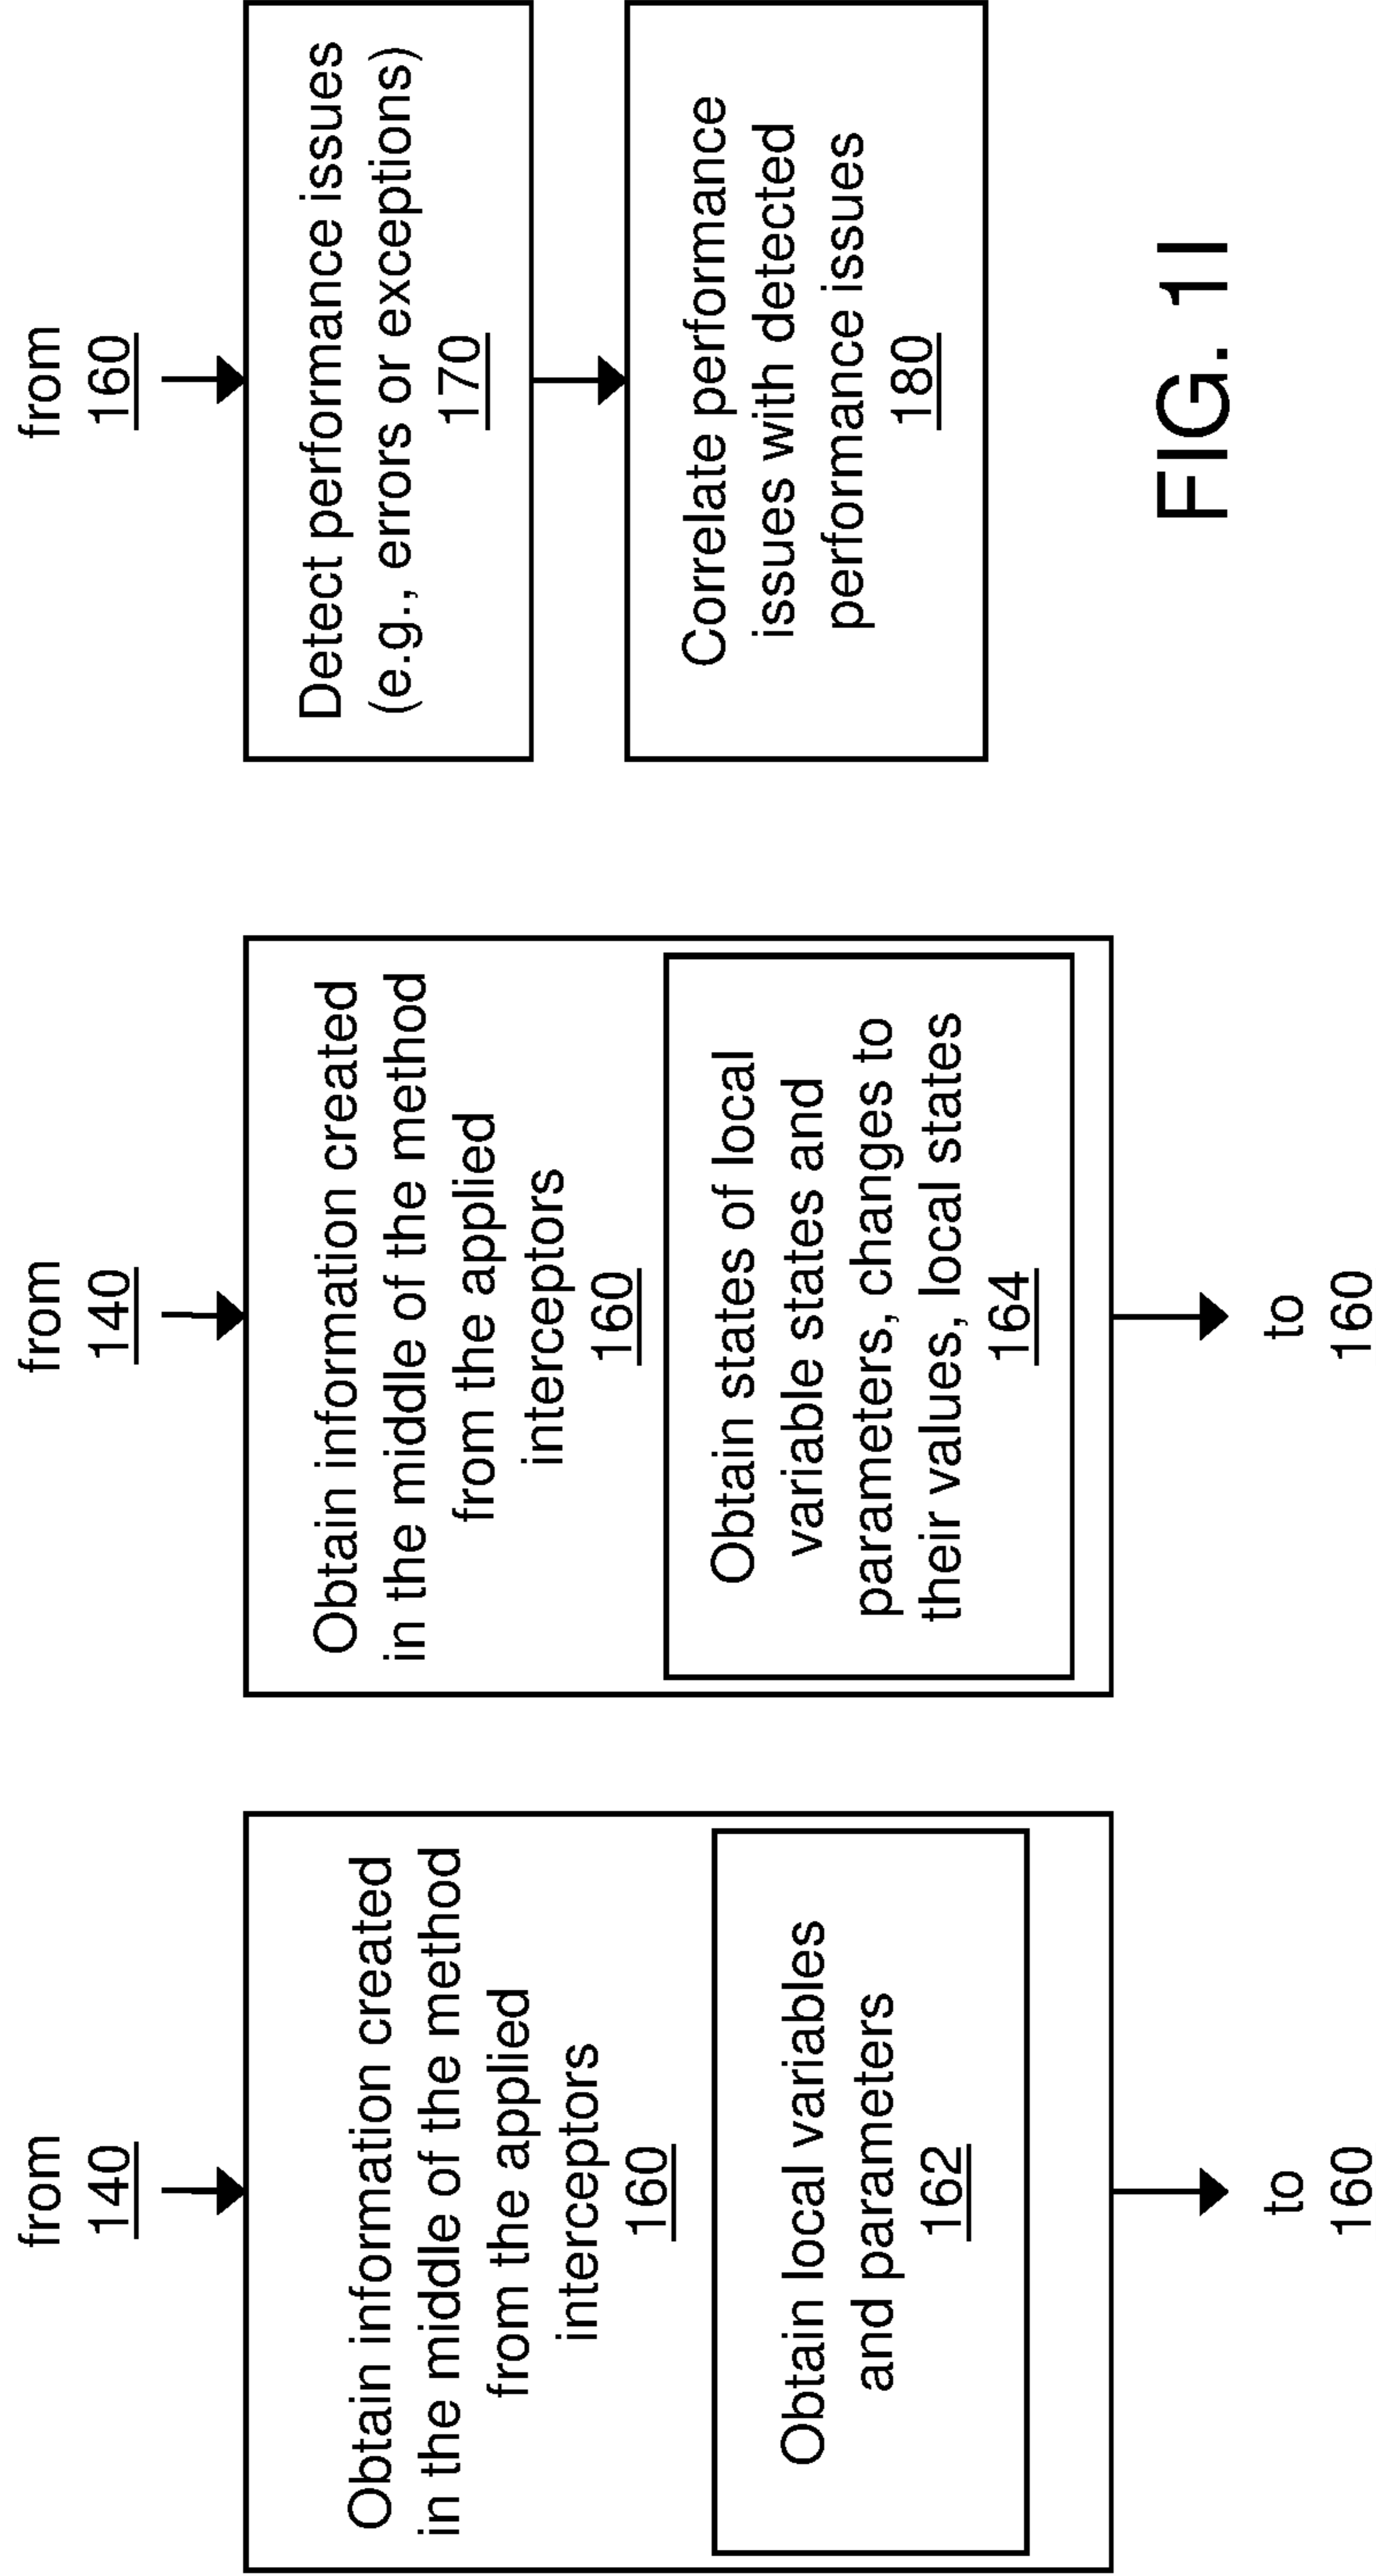 from
140
Obtain information created
in the middle of the method
from the applied
interceptors
160
Obtain local variables
and parameters
162
to
160
from
140
Obtain information created
in the middle of the method
from the applied
interceptors
160
Obtain states of local
variable states and
parameters, changes to
their values, local states
164
to
160
from
160
Detect performance issues
(e.g., errors or exceptions)
170
Correlate performance
issues with detected
performance issues
180
FIG. 1I